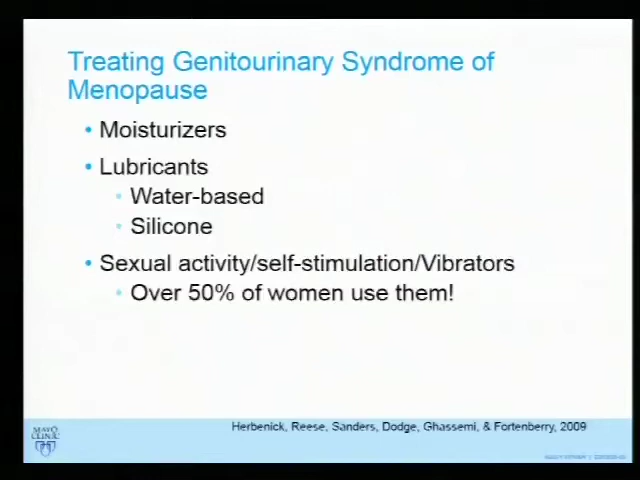 Treating Genitourinary Syndrome of
Menopause
• Moisturizers
• Lubricants
• Water-based
• Silicone
• Sexual activity/self-stimulation/Vibrators
• Over 50% of women use them!
Herbenick, Reese, Sanders, Dodge, Ghassemi, & Fortenberry, 2009
MAYO
CLINIC